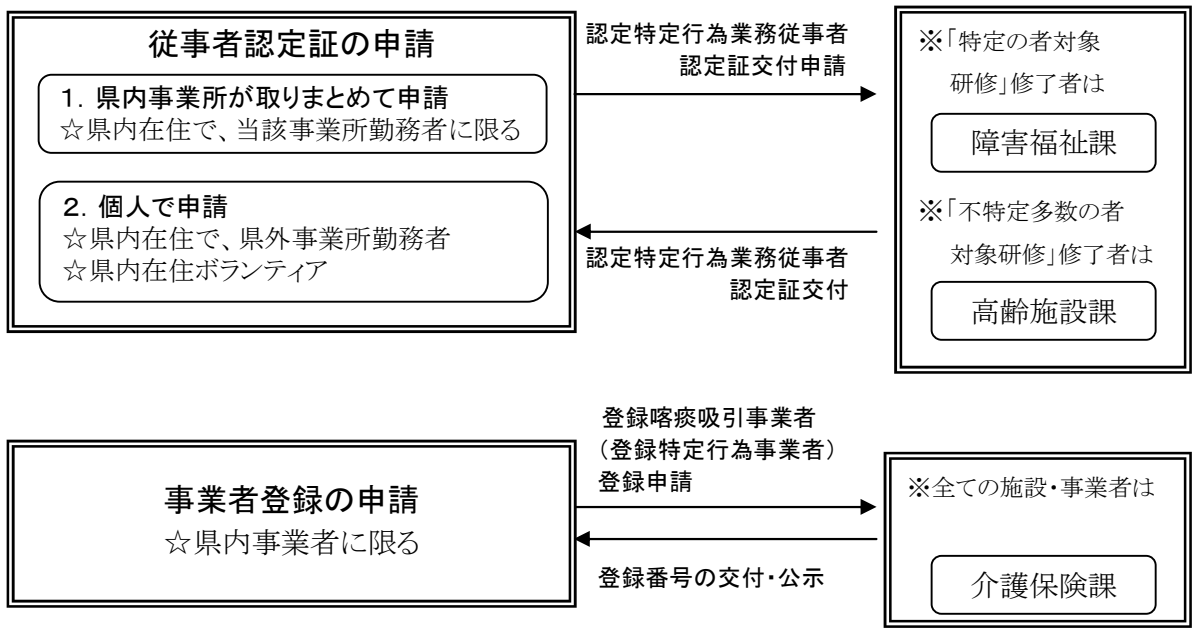 従事者認定証の申請
1．県内事業所が取りまとめて申請
☆県内在住で、当該事業所勤務者に限る
2．個人で申請
☆県内在住で、県外事業所勤務者
☆県内在住ボランティア
認定特定行為業務従事者
認定証交付申請
認定特定行為業務従事者
認定証交付
※「特定の者対象
研修」修了者は
障害福祉課
※「不特定多数の者
対象研修」修了者は
高齢施設課
事業者登録の申請
☆県内事業者に限る
登録喀痰吸引事業者
（登録特定行為事業者）
登録申請
登録番号の交付・公示
※全ての施設・事業者は
介護保険課